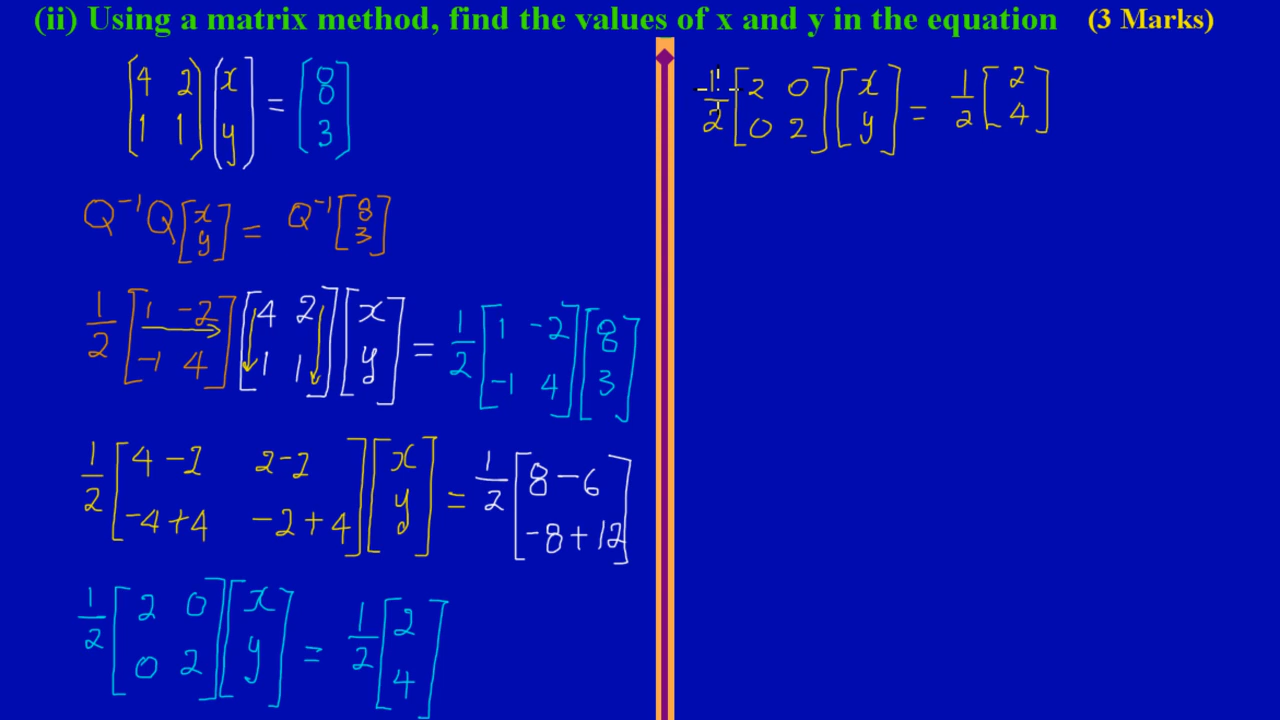 (ii) Using a matrix method, find the values of x and y in the equation (3 Marks)
[4 2; 1 1] [x; y] = [8; 3]
Q⁻¹Q [x; y] = Q⁻¹ [8; 3]
1/2 [1 -2; -1 4] [4 2; 1 1] [x; y] = 1/2 [1 -2; -1 4] [8; 3]
1/2 [4-2 2-2; -4+4 -2+4] [x; y] = 1/2 [8-6; -8+12]
1/2 [2 0; 0 2] [x; y] = 1/2 [2; 4]
1/2 [2 0; 0 2] [x; y] = 1/2 [2; 4]